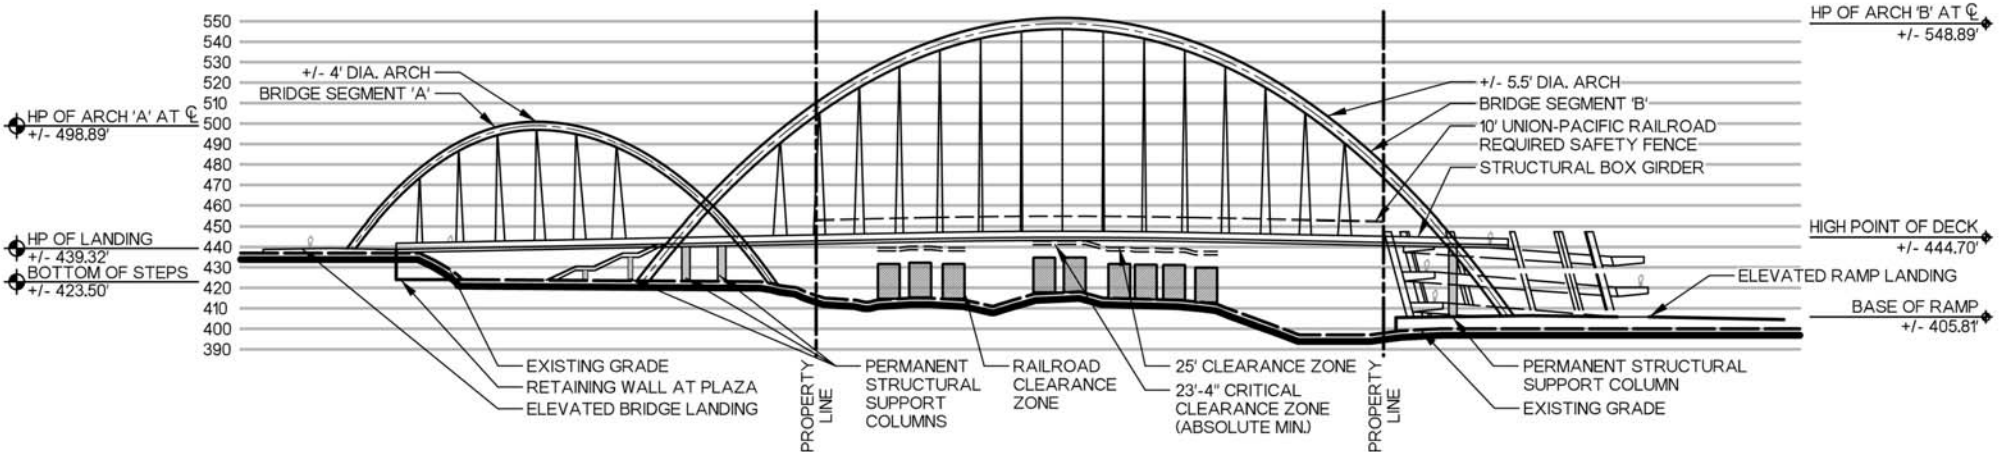 550
540
530
520
510
500
490
480
470
460
450
440
430
420
410
400
390
HP OF ARCH 'A' AT ℄
+/- 498.89'
HP OF LANDING
+/- 439.32'
BOTTOM OF STEPS
+/- 423.50'
+/- 4' DIA. ARCH
BRIDGE SEGMENT 'A'
EXISTING GRADE
RETAINING WALL AT PLAZA
ELEVATED BRIDGE LANDING
PROPERTY
LINE
PERMANENT
STRUCTURAL
SUPPORT
COLUMNS
RAILROAD
CLEARANCE
ZONE
25' CLEARANCE ZONE
23'-4" CRITICAL
CLEARANCE ZONE
(ABSOLUTE MIN.)
PROPERTY
LINE
+/- 5.5' DIA. ARCH
BRIDGE SEGMENT 'B'
10' UNION-PACIFIC RAILROAD
REQUIRED SAFETY FENCE
STRUCTURAL BOX GIRDER
ELEVATED RAMP LANDING
PERMANENT STRUCTURAL
SUPPORT COLUMN
EXISTING GRADE
HP OF ARCH 'B' AT ℄
+/- 548.89'
HIGH POINT OF DECK
+/- 444.70'
BASE OF RAMP
+/- 405.81'